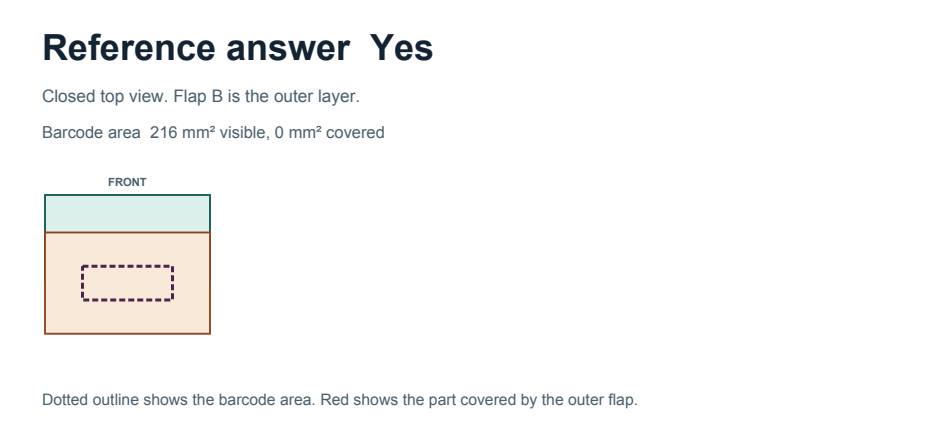 Reference answer  Yes
Closed top view. Flap B is the outer layer.
Barcode area  216 mm² visible, 0 mm² covered
FRONT
Dotted outline shows the barcode area. Red shows the part covered by the outer flap.